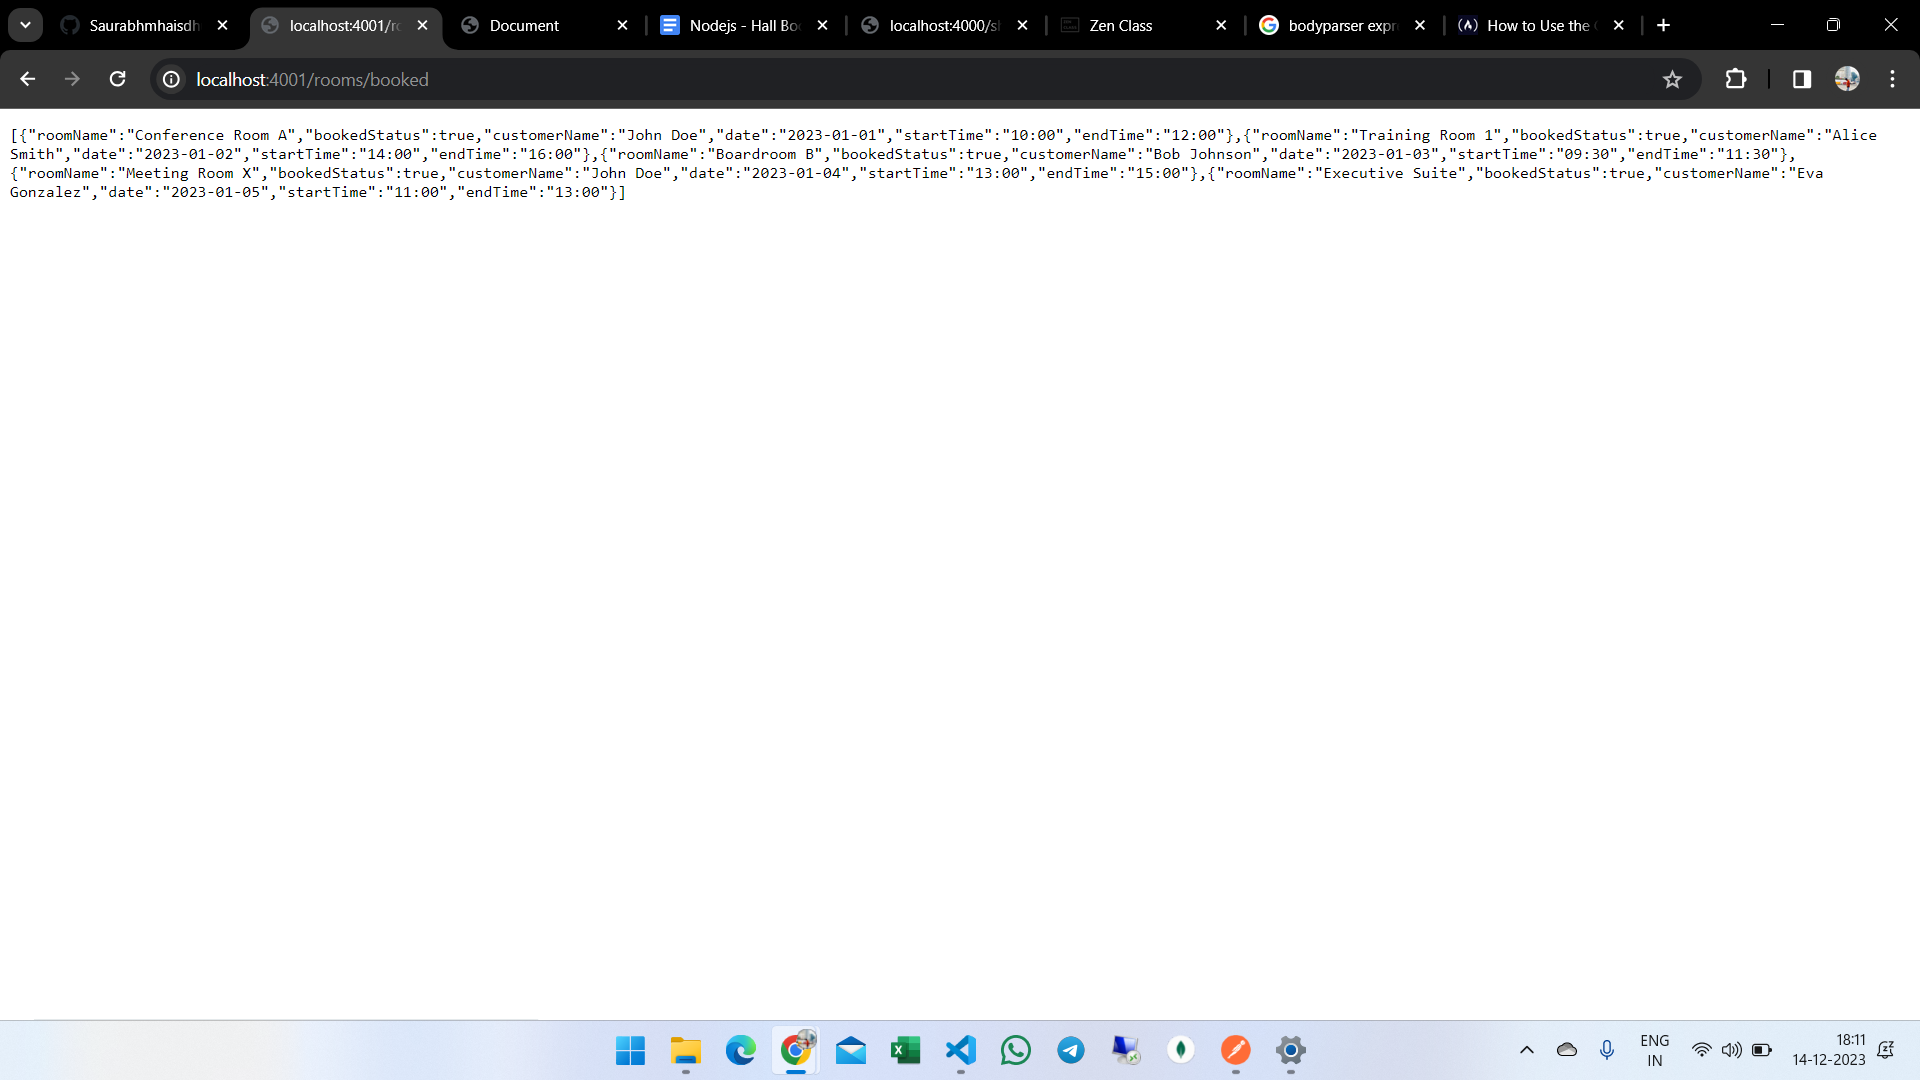 Saurabhmhaisdh
localhost:4001/ro
Document
Nodejs - Hall Bo
localhost:4000/s
Zen Class
bodyparser expr
How to Use the
localhost:4001/rooms/booked
[{"roomName":"Conference Room A","bookedStatus":true,"customerName":"John Doe","date":"2023-01-01","startTime":"10:00","endTime":"12:00"},{"roomName":"Training Room 1","bookedStatus":true,"customerName":"Alice
Smith","date":"2023-01-02","startTime":"14:00","endTime":"16:00"},{"roomName":"Boardroom B","bookedStatus":true,"customerName":"Bob Johnson","date":"2023-01-03","startTime":"09:30","endTime":"11:30"},
{"roomName":"Meeting Room X","bookedStatus":true,"customerName":"John Doe","date":"2023-01-04","startTime":"13:00","endTime":"15:00"},{"roomName":"Executive Suite","bookedStatus":true,"customerName":"Eva
Gonzalez","date":"2023-01-05","startTime":"11:00","endTime":"13:00"}]
ENG
IN
18:11
14-12-2023